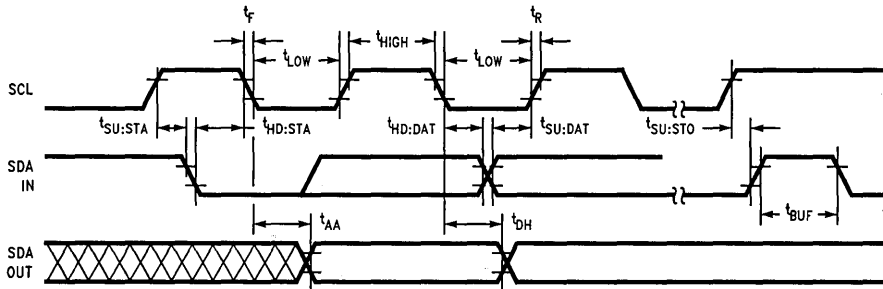 tF tR
tLOW tHIGH tLOW
SCL
tSU:STA tHD:STA tHD:DAT tSU:DAT tSU:STO
SDA
IN
tBUF
tAA tDH
SDA
OUT